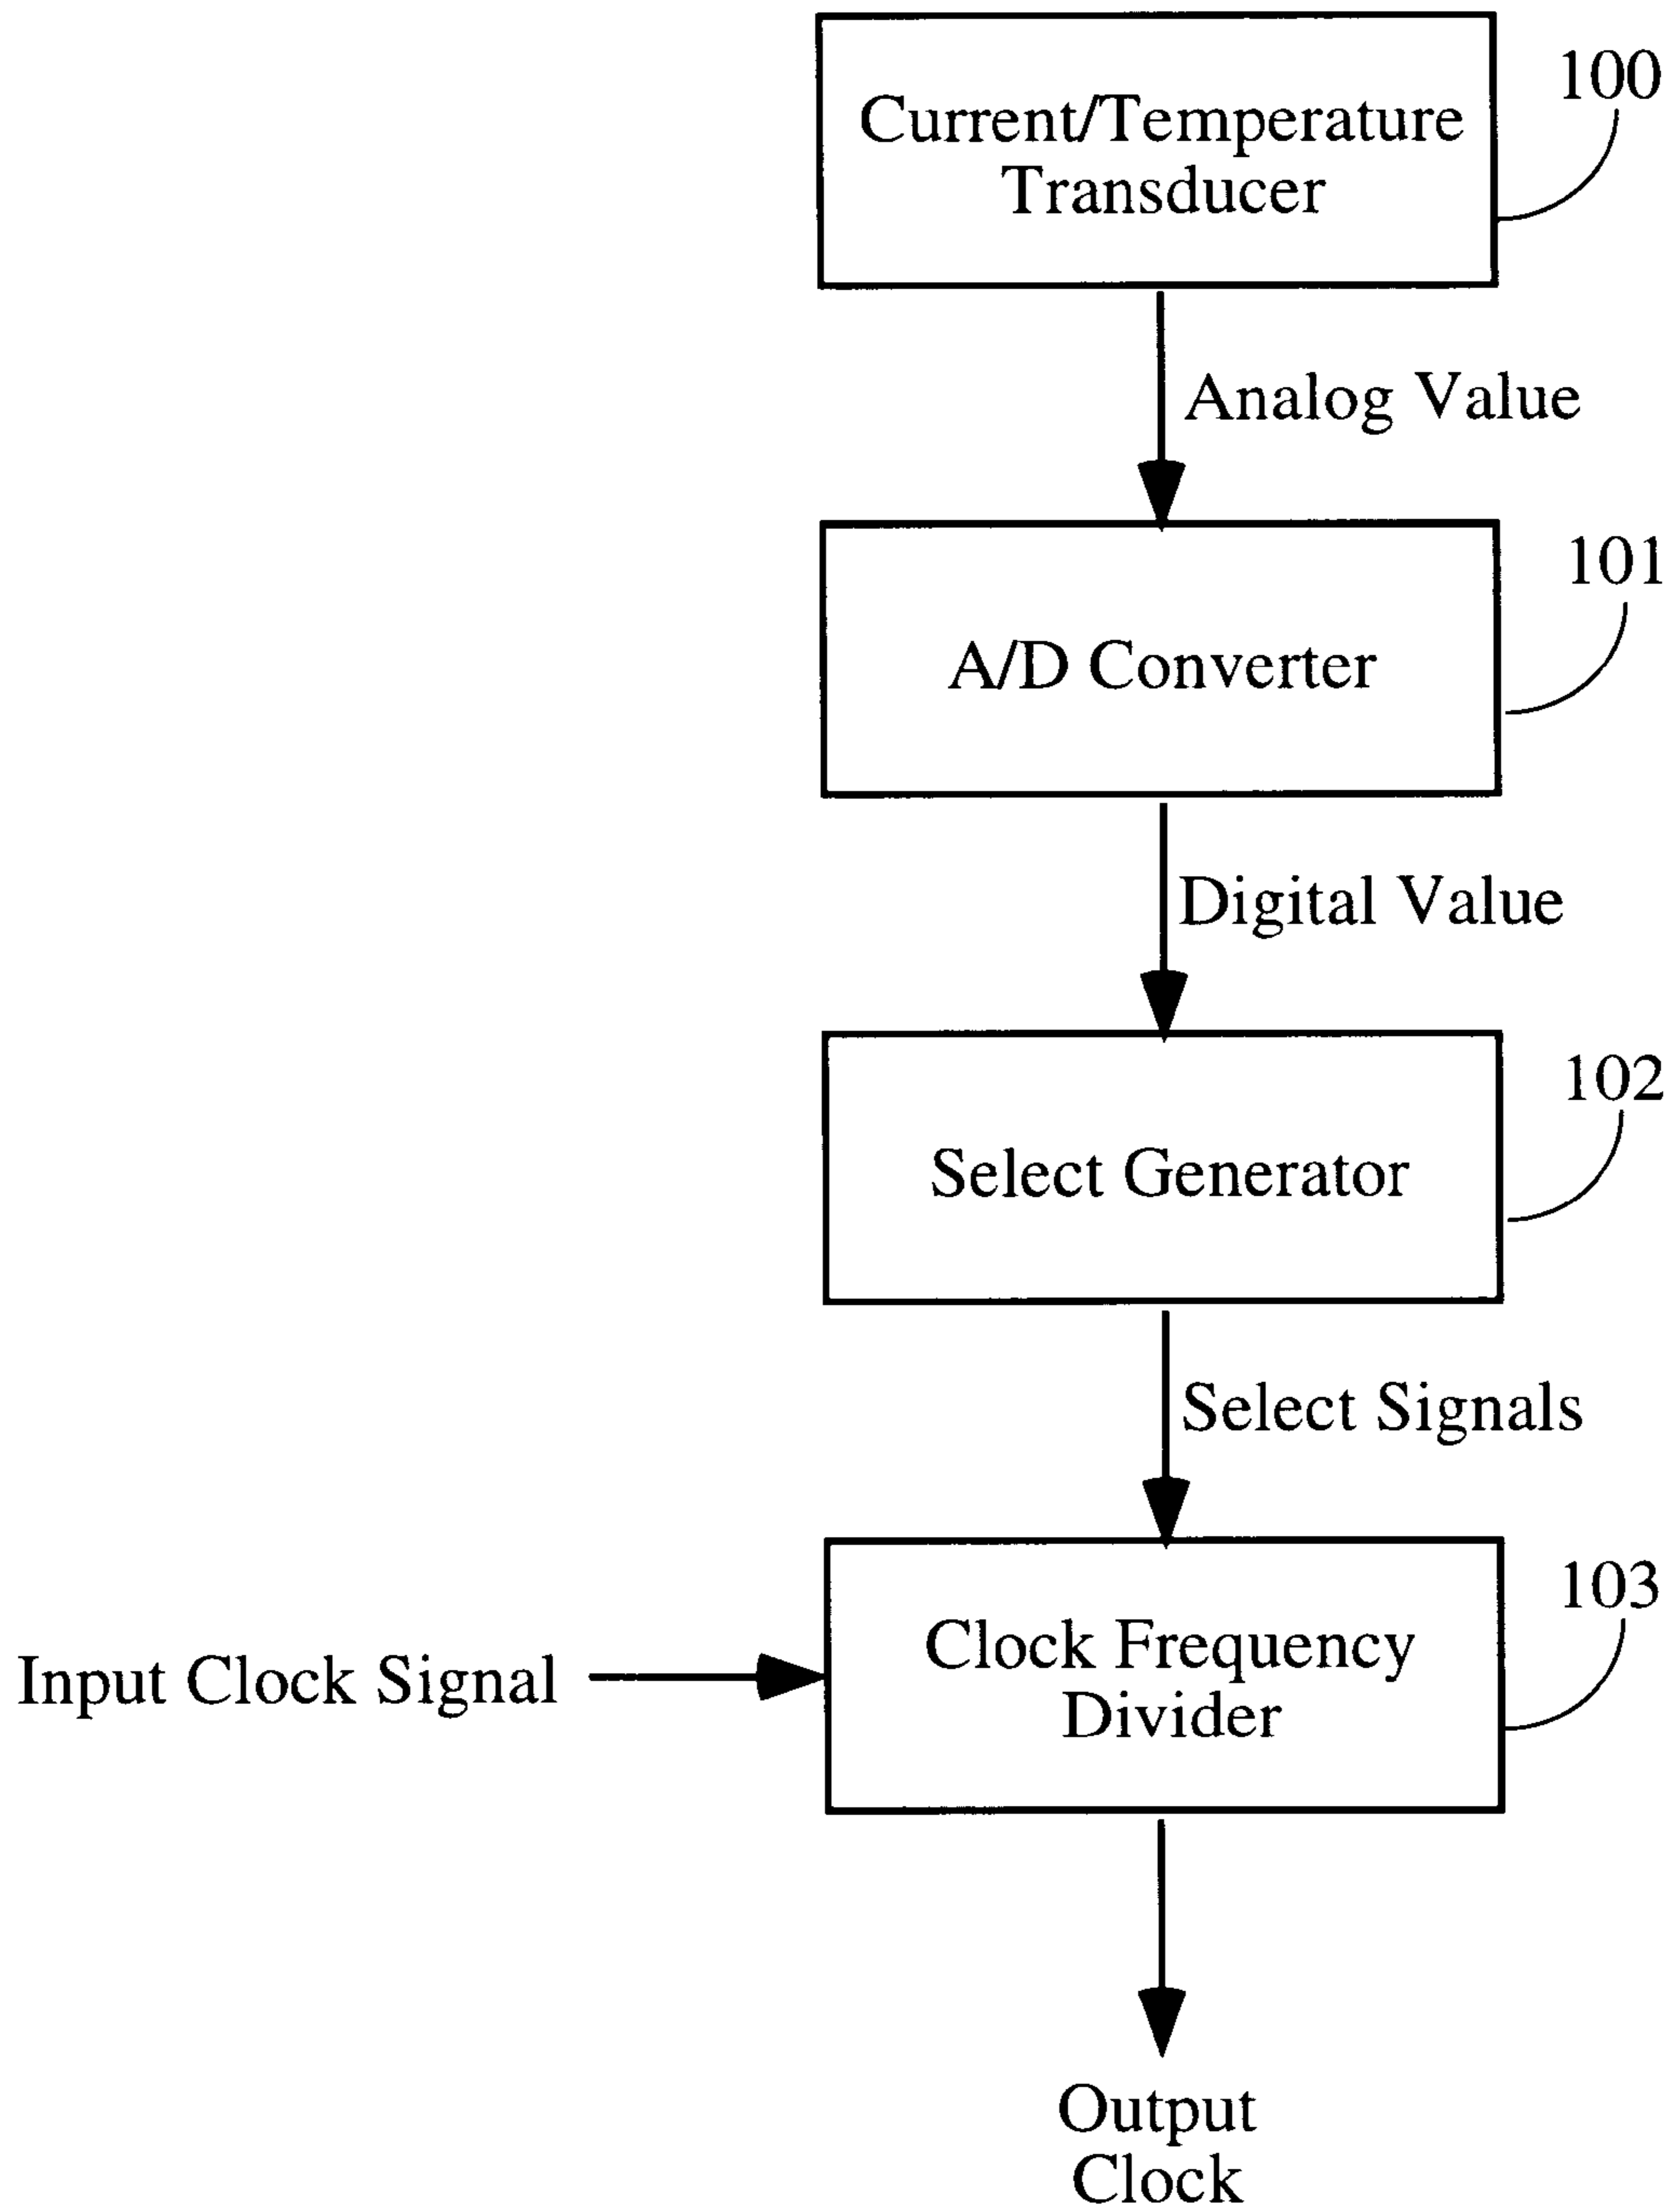 100
Current/Temperature
Transducer
Analog Value
101
A/D Converter
Digital Value
102
Select Generator
Select Signals
103
Clock Frequency
Divider
Input Clock Signal
Output
Clock